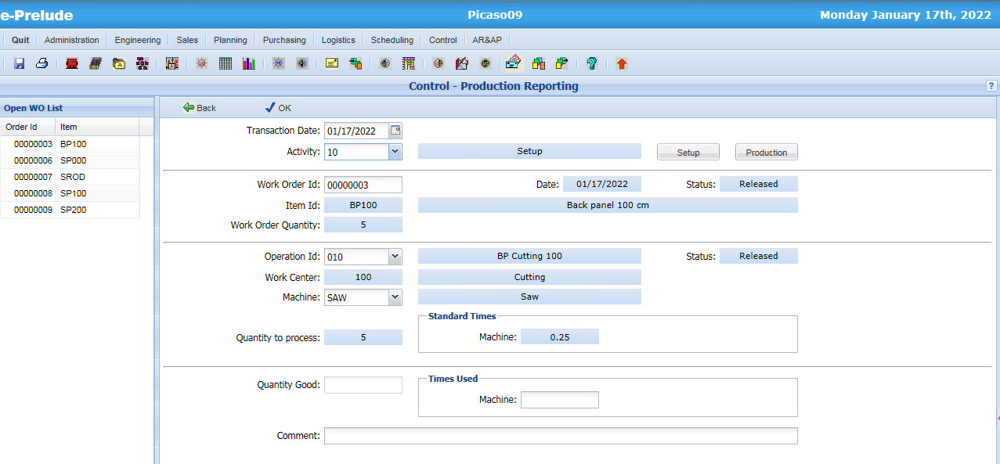 e-Prelude Picaso09 Monday January 17th, 2022
Quit Administration Engineering Sales Planning Purchasing Logistics Scheduling Control AR&AP
Control - Production Reporting ?
Open WO List
Order Id Item
00000003 BP100
00000006 SP000
00000007 SROD
00000008 SP100
00000009 SP200
Back OK
Transaction Date: 01/17/2022
Activity: 10 Setup Setup Production
Work Order Id: 00000003 Date: 01/17/2022 Status: Released
Item Id: BP100 Back panel 100 cm
Work Order Quantity: 5
Operation Id: 010 BP Cutting 100 Status: Released
Work Center: 100 Cutting
Machine: SAW Saw
Standard Times
Quantity to process: 5 Machine: 0.25
Times Used
Quantity Good:
Machine:
Comment: